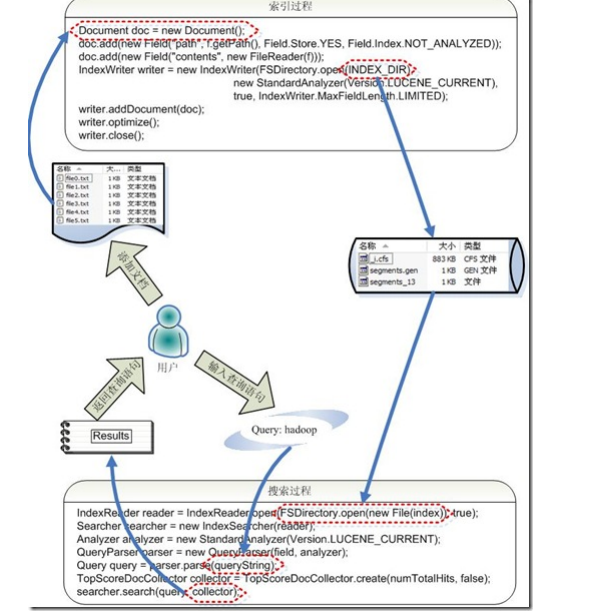 索引过程
Document doc = new Document();
doc.add(new Field("path", f.getPath(), Field.Store.YES, Field.Index.NOT_ANALYZED));
doc.add(new Field("contents", new FileReader(f)));
IndexWriter writer = new IndexWriter(FSDirectory.open(INDEX_DIR),
new StandardAnalyzer(Version.LUCENE_CURRENT),
true, IndexWriter.MaxFieldLength.LIMITED);
writer.addDocument(doc);
writer.optimize();
writer.close();
名称 大... 类型
file0.txt 1 KB 文本文档
file1.txt 1 KB 文本文档
file2.txt 1 KB 文本文档
file3.txt 1 KB 文本文档
file4.txt 1 KB 文本文档
file5.txt 1 KB 文本文档
名称 大小 类型
_i.cfs 883 KB CFS 文件
segments.gen 1 KB GEN 文件
segments_13 1 KB 文件
添加文档
用户
返回查询语句
输入查询语句
Results
Query: hadoop
搜索过程
IndexReader reader = IndexReader.open(FSDirectory.open(new File(index)), true);
Searcher searcher = new IndexSearcher(reader);
Analyzer analyzer = new StandardAnalyzer(Version.LUCENE_CURRENT);
QueryParser parser = new QueryParser(field, analyzer);
Query query = parser.parse(queryString);
TopScoreDocCollector collector = TopScoreDocCollector.create(numTotalHits, false);
searcher.search(query, collector);